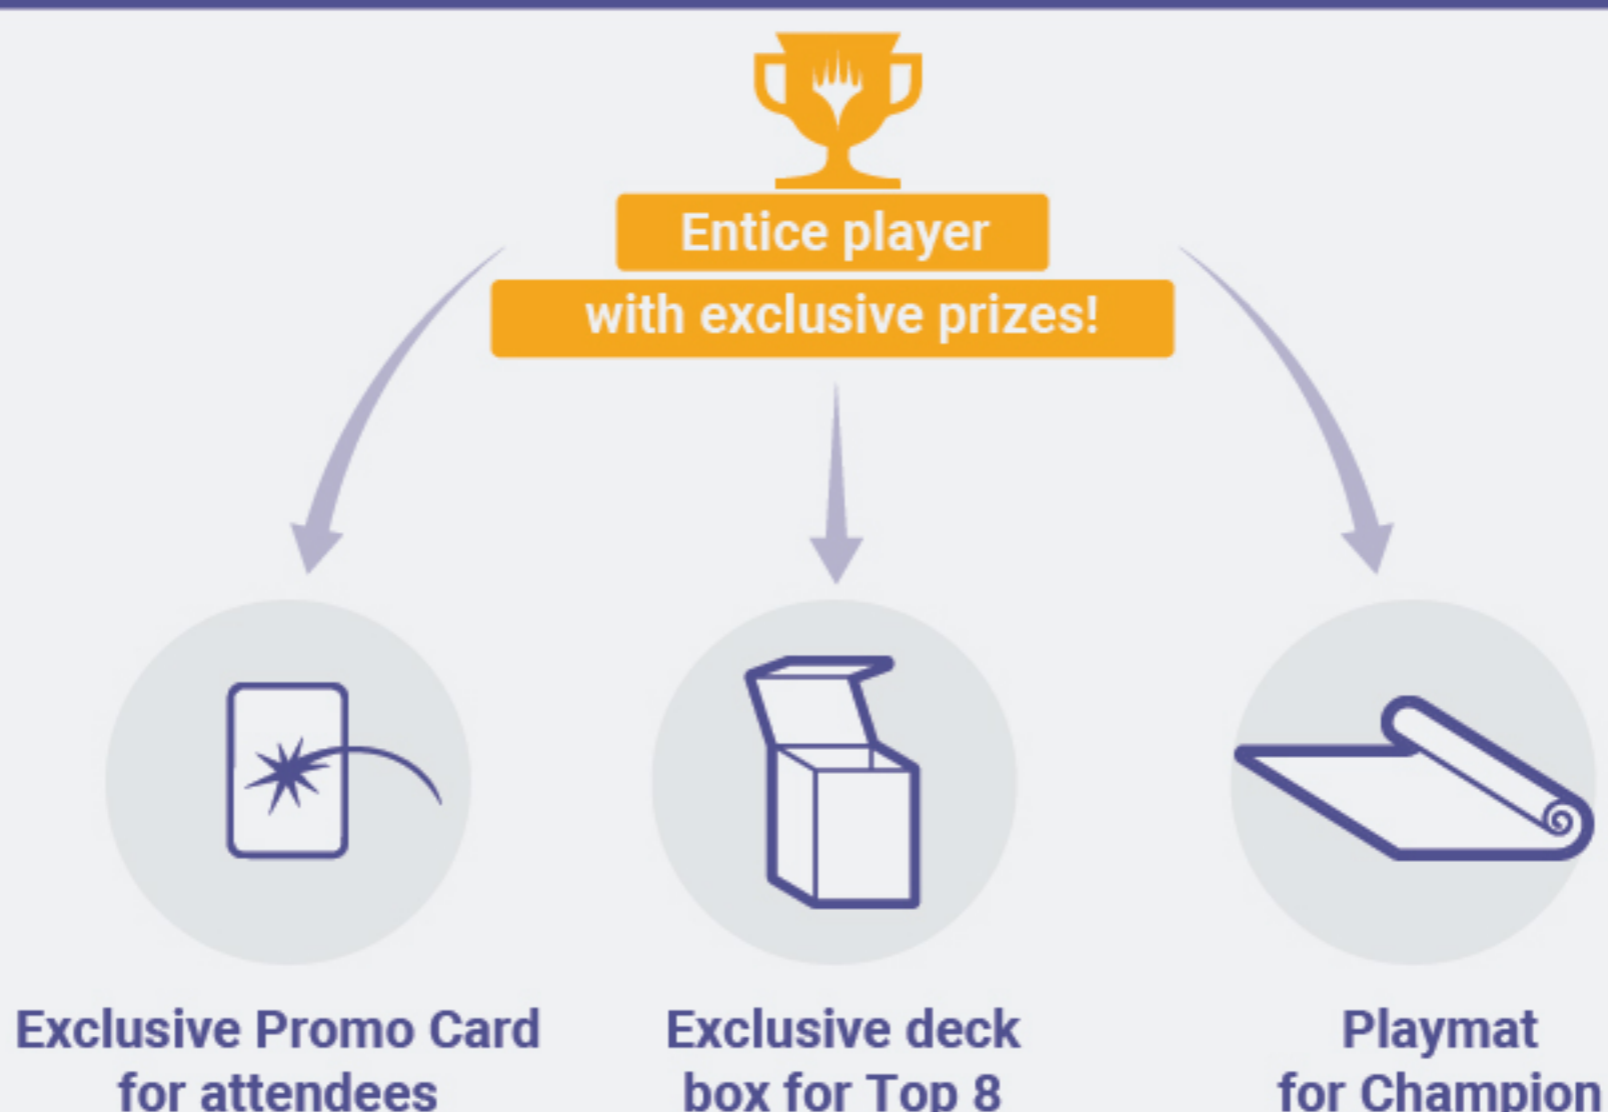 Entice player
with exclusive prizes!
Exclusive Promo Card
for attendees
Exclusive deck
box for Top 8
Playmat
for Champion